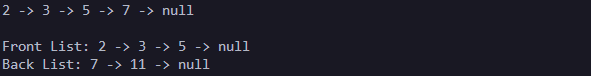 2 -> 3 -> 5 -> 7 -> null
Front List: 2 -> 3 -> 5 -> null
Back List: 7 -> 11 -> null